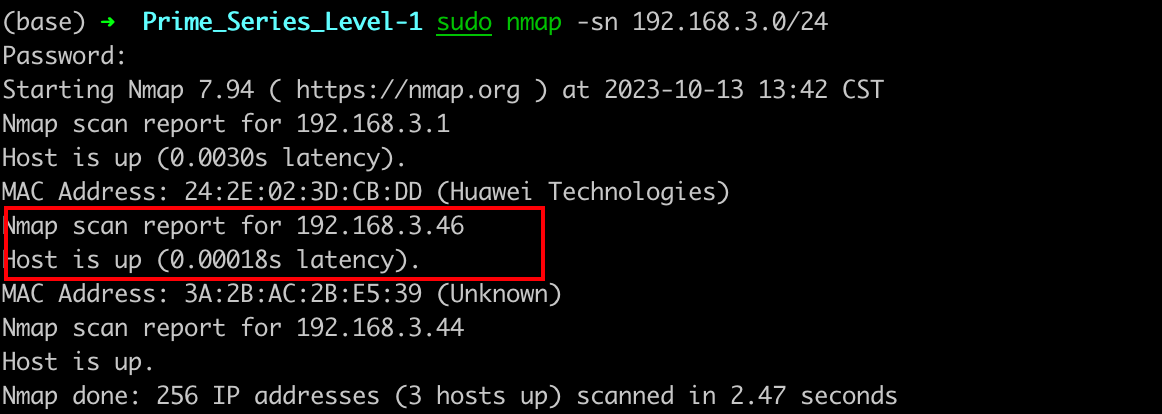 (base) ➜ Prime_Series_Level-1 sudo nmap -sn 192.168.3.0/24
Password:
Starting Nmap 7.94 ( https://nmap.org ) at 2023-10-13 13:42 CST
Nmap scan report for 192.168.3.1
Host is up (0.0030s latency).
MAC Address: 24:2E:02:3D:CB:DD (Huawei Technologies)
Nmap scan report for 192.168.3.46
Host is up (0.00018s latency).
MAC Address: 3A:2B:AC:2B:E5:39 (Unknown)
Nmap scan report for 192.168.3.44
Host is up.
Nmap done: 256 IP addresses (3 hosts up) scanned in 2.47 seconds